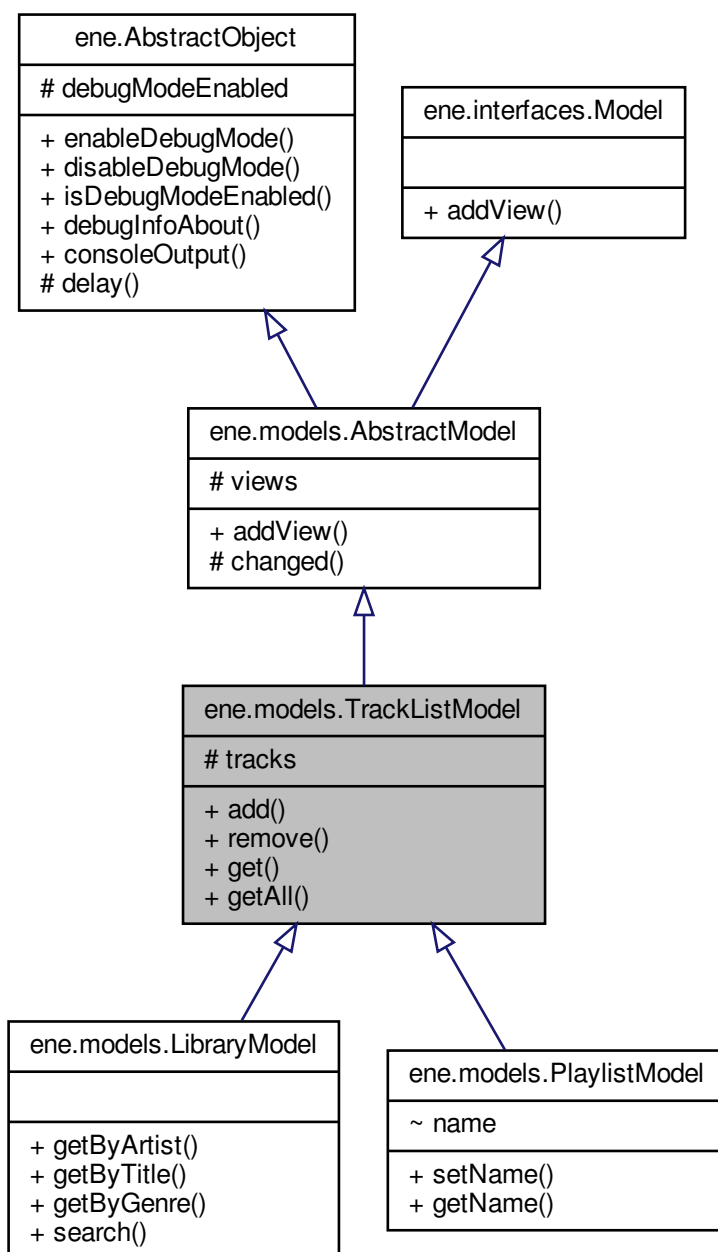 ene.AbstractObject
# debugModeEnabled
+ enableDebugMode()
+ disableDebugMode()
+ isDebugModeEnabled()
+ debugInfoAbout()
+ consoleOutput()
# delay()
ene.interfaces.Model
+ addView()
ene.models.AbstractModel
# views
+ addView()
# changed()
ene.models.TrackListModel
# tracks
+ add()
+ remove()
+ get()
+ getAll()
ene.models.LibraryModel
+ getByArtist()
+ getByTitle()
+ getByGenre()
+ search()
ene.models.PlaylistModel
~ name
+ setName()
+ getName()